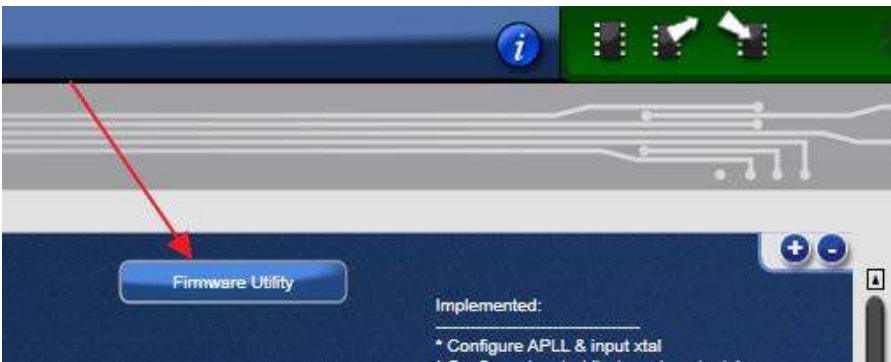 i
+ -
Firmware Utility
Implemented:
* Configure APLL & input xtal